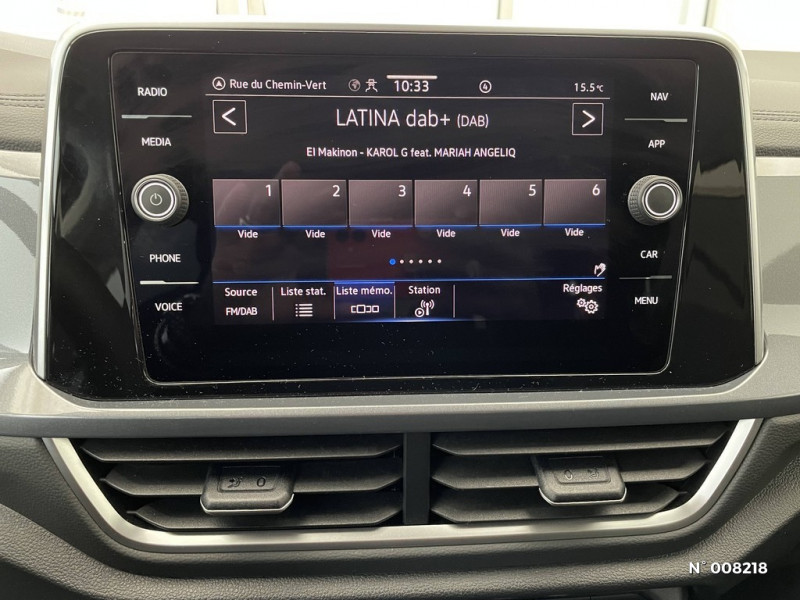 RADIO
MEDIA
PHONE
VOICE
Rue du Chemin-Vert 10:33 4 15.5°C
< LATINA dab+ (DAB) >
El Makinon - KAROL G feat. MARIAH ANGELIQ
1 2 3 4 5 6
Vide Vide Vide Vide Vide Vide
Source Liste stat. Liste mémo. Station Réglages
FM/DAB
NAV
APP
CAR
MENU
N°008218